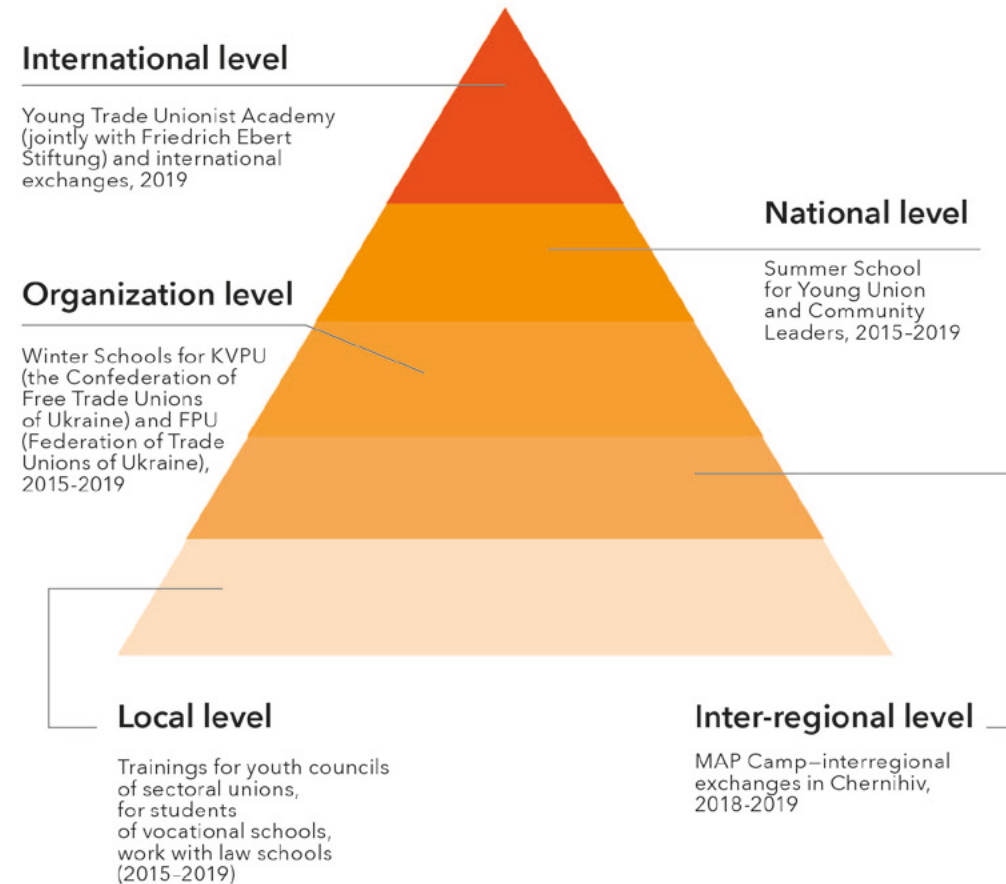 International level
Young Trade Unionist Academy
(jointly with Friedrich Ebert
Stiftung) and international
exchanges, 2019
National level
Summer School
for Young Union
and Community
Leaders, 2015–2019
Organization level
Winter Schools for KVPU
(the Confederation of
Free Trade Unions
of Ukraine) and FPU
(Federation of Trade
Unions of Ukraine),
2015-2019
Local level
Trainings for youth councils
of sectoral unions,
for students
of vocational schools,
work with law schools
(2015–2019)
Inter-regional level
MAP Camp—interregional
exchanges in Chernihiv,
2018-2019